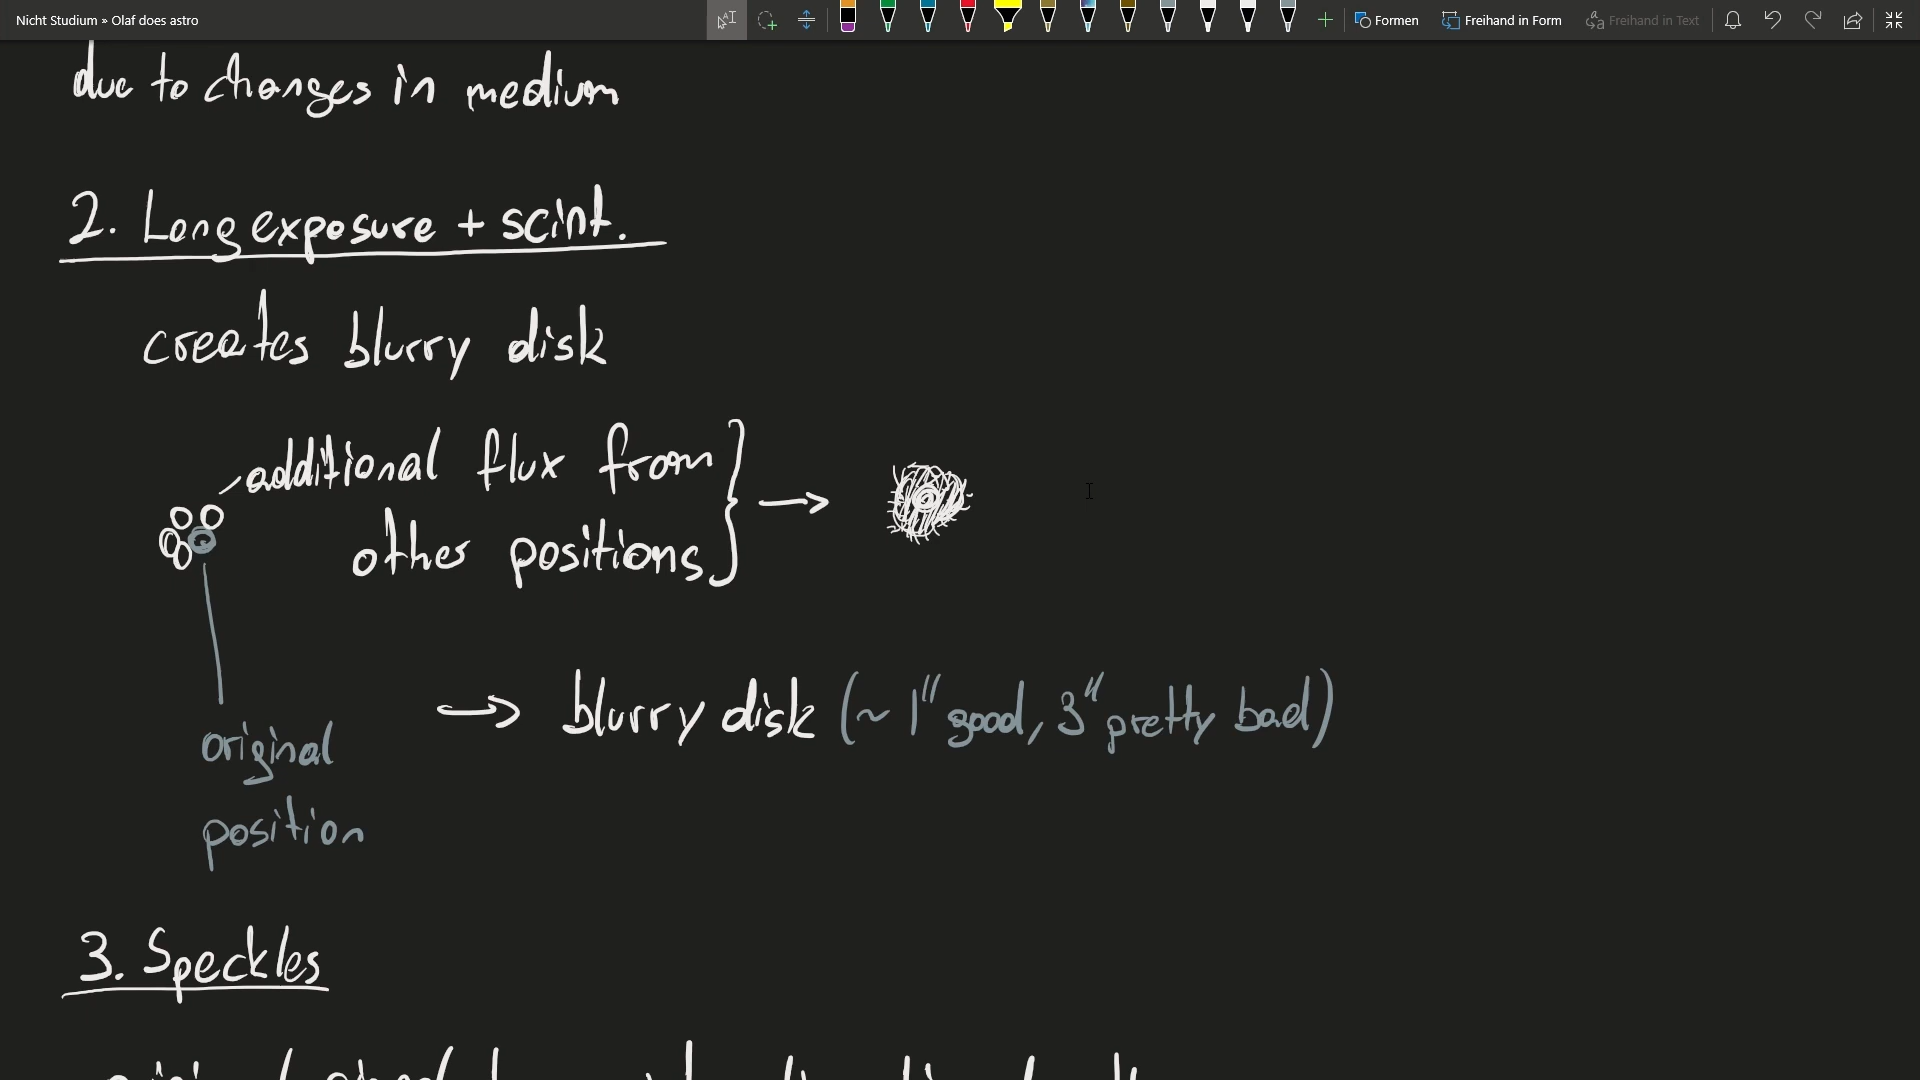 Nicht Studium » Olaf does astro
Formen
Freihand in Form
Freihand in Text
due to changes in medium
2. Long exposure + scint.
creates blurry disk
additional flux from
other positions
original
position
→ blurry disk (~ 1" good, 3" pretty bad)
3. Speckles